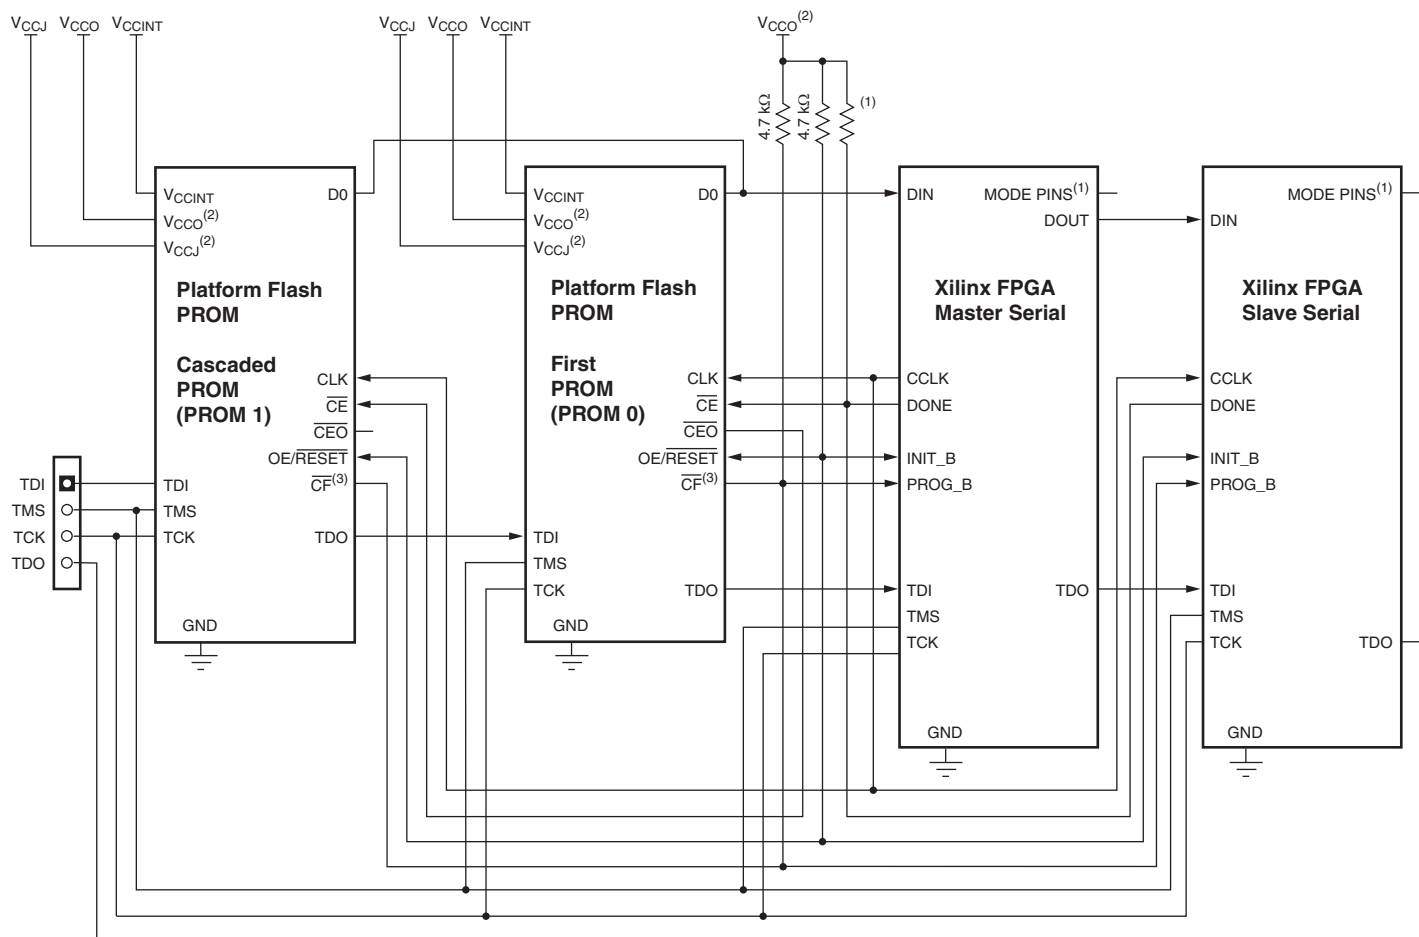 VCCJ VCCO VCCINT
VCCJ VCCO VCCINT
VCCO(2)
4.7 kΩ
4.7 kΩ
(1)
VCCINT
VCCO(2)
VCCJ(2)
D0
Platform Flash
PROM
Cascaded
PROM
(PROM 1)
CLK
CE
CEO
OE/RESET
CF(3)
TDI
TMS
TCK
TDO
GND
TDI
TMS
TCK
TDO
VCCINT
VCCO(2)
VCCJ(2)
D0
Platform Flash
PROM
First
PROM
(PROM 0)
CLK
CE
CEO
OE/RESET
CF(3)
TDI
TMS
TCK
TDO
GND
DIN
MODE PINS(1)
DOUT
Xilinx FPGA
Master Serial
CCLK
DONE
INIT_B
PROG_B
TDI
TMS
TCK
TDO
GND
MODE PINS(1)
DIN
Xilinx FPGA
Slave Serial
CCLK
DONE
INIT_B
PROG_B
TDI
TMS
TCK
TDO
GND